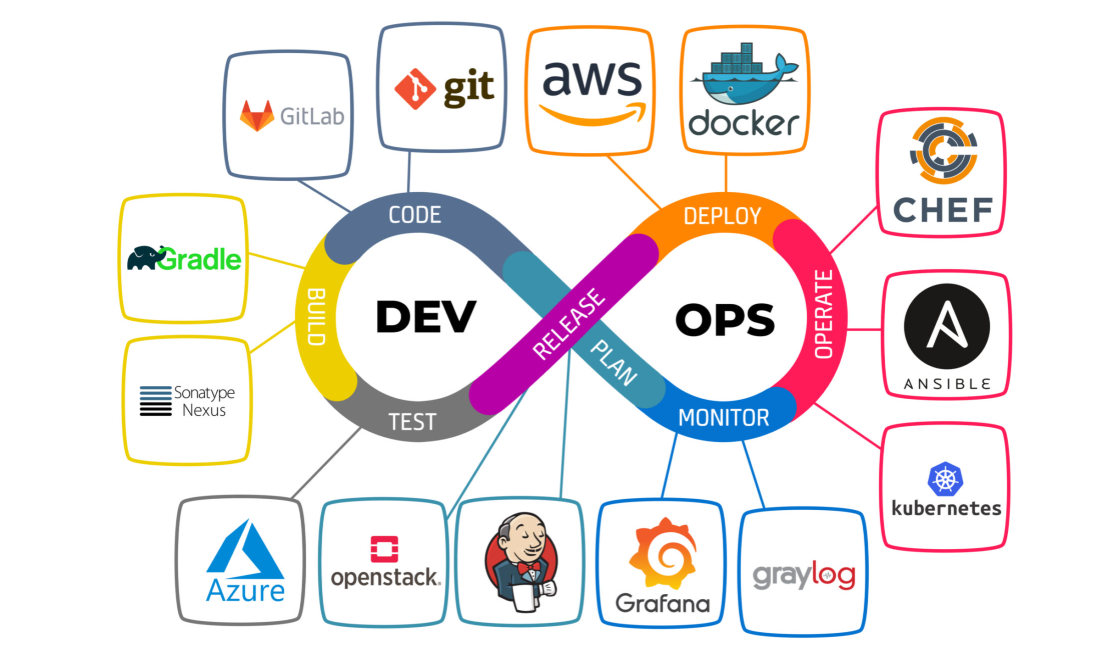 GitLab
git
aws
docker
CHEF
Gradle
CODE
DEPLOY
BUILD
DEV
RELEASE
OPS
OPERATE
PLAN
ANSIBLE
Sonatype
Nexus
TEST
MONITOR
kubernetes
Azure
openstack.
Grafana
graylog